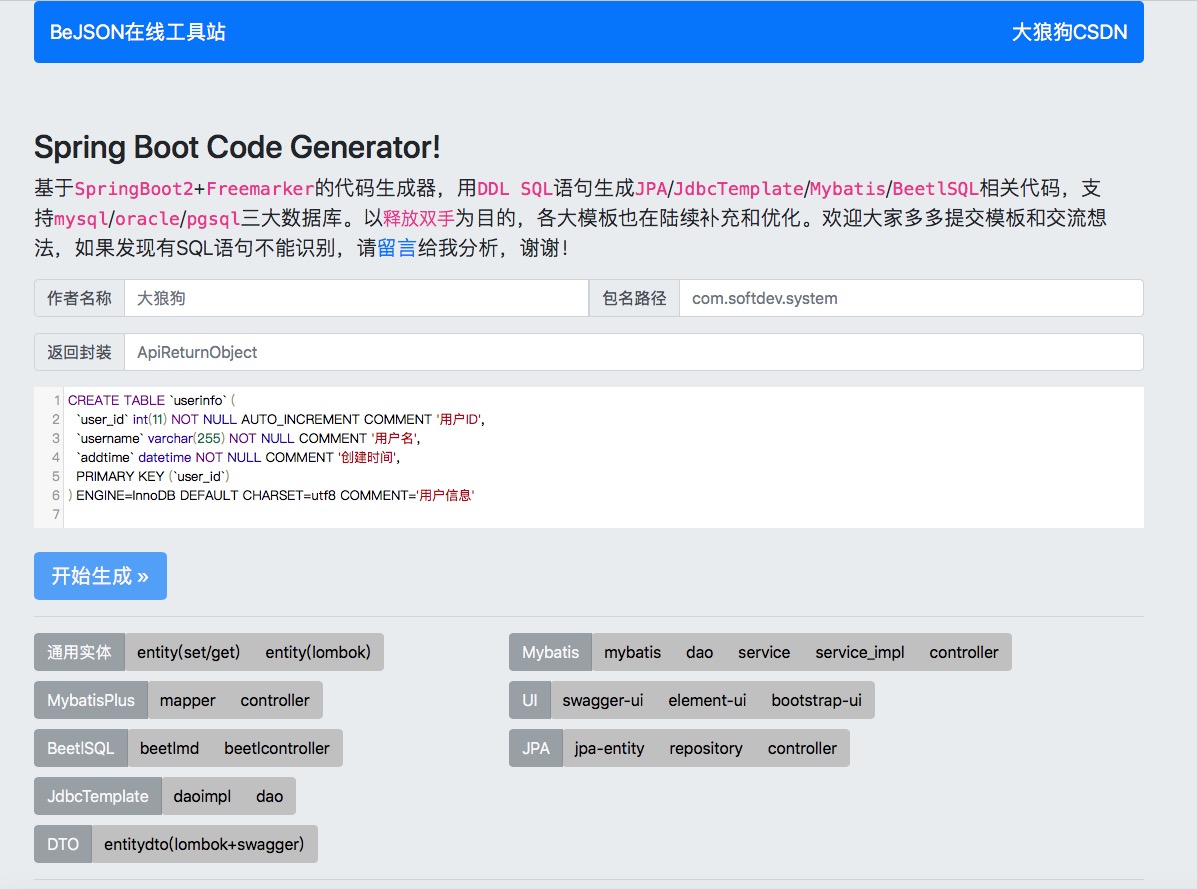 BeJSON在线工具站 大狼狗CSDN
Spring Boot Code Generator!
基于SpringBoot2+Freemarker的代码生成器，用DDL SQL语句生成JPA/JdbcTemplate/Mybatis/BeetlSQL相关代码，支
持mysql/oracle/pgsql三大数据库。以释放双手为目的，各大模板也在陆续补充和优化。欢迎大家多多提交模板和交流想
法，如果发现有SQL语句不能识别，请留言给我分析，谢谢！
作者名称 大狼狗 包名路径 com.softdev.system
返回封装 ApiReturnObject
1 CREATE TABLE `userinfo` (
2 `user_id` int(11) NOT NULL AUTO_INCREMENT COMMENT '用户ID',
3 `username` varchar(255) NOT NULL COMMENT '用户名',
4 `addtime` datetime NOT NULL COMMENT '创建时间',
5 PRIMARY KEY (`user_id`)
6 ) ENGINE=InnoDB DEFAULT CHARSET=utf8 COMMENT='用户信息'
7
开始生成 »
通用实体 entity(set/get) entity(lombok) Mybatis mybatis dao service service_impl controller
MybatisPlus mapper controller UI swagger-ui element-ui bootstrap-ui
BeetlSQL beetlmd beetlcontroller JPA jpa-entity repository controller
JdbcTemplate daoimpl dao
DTO entitydto(lombok+swagger)